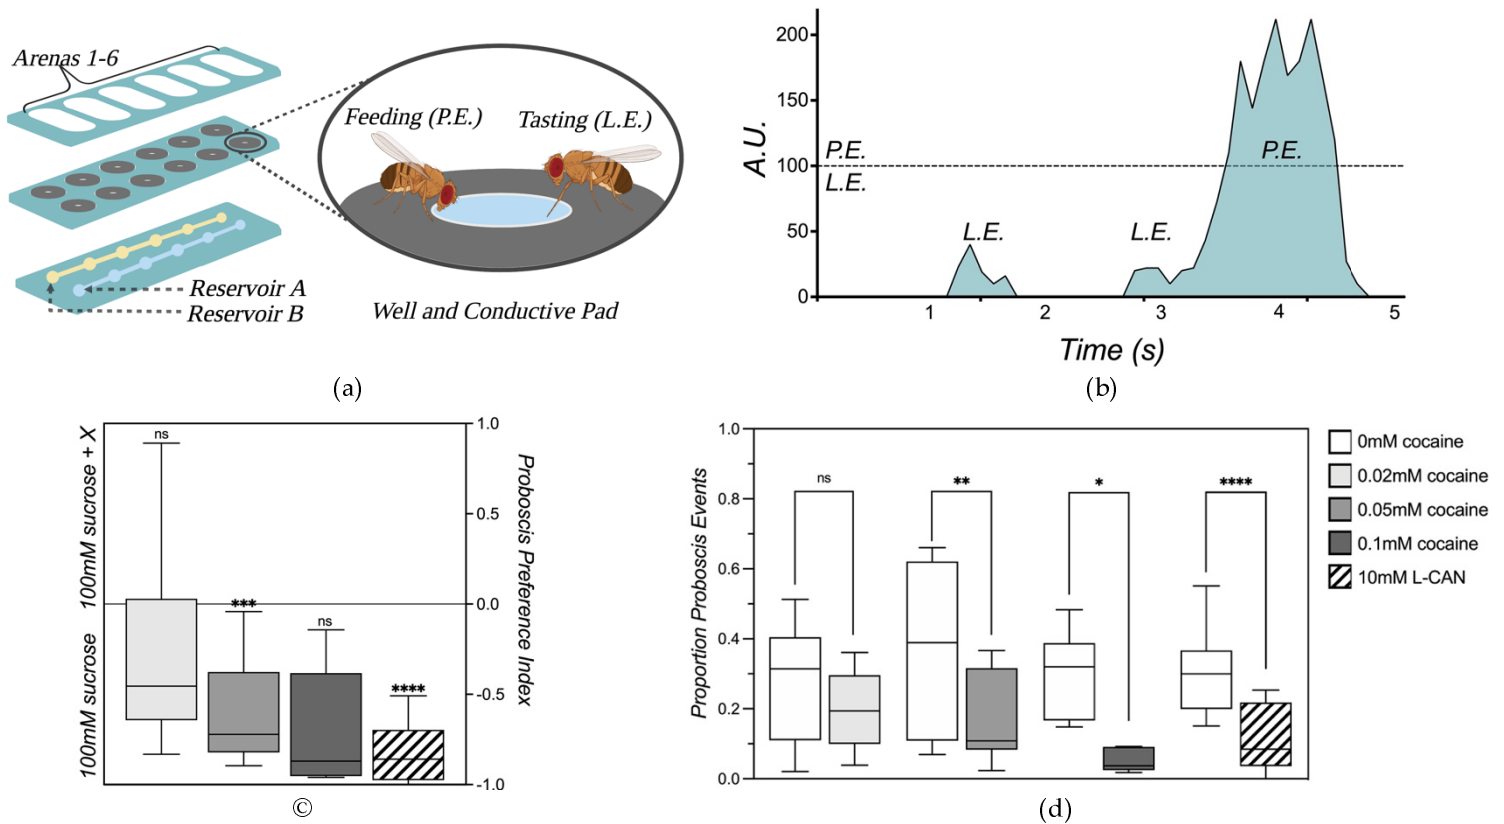 Arenas 1-6
Feeding (P.E.)
Tasting (L.E.)
Reservoir A
Reservoir B
Well and Conductive Pad
(a)
A.U.
200
150
100
50
0
P.E.
L.E.
L.E.
L.E.
P.E.
1 2 3 4 5
Time (s)
(b)
100mM sucrose + X
100mM sucrose
ns
***
ns
****
1.0
0.5
0.0
-0.5
-1.0
Proboscis Preference Index
©
Proportion Proboscis Events
1.0
0.8
0.6
0.4
0.2
0.0
ns
**
*
****
0mM cocaine
0.02mM cocaine
0.05mM cocaine
0.1mM cocaine
10mM L-CAN
(d)